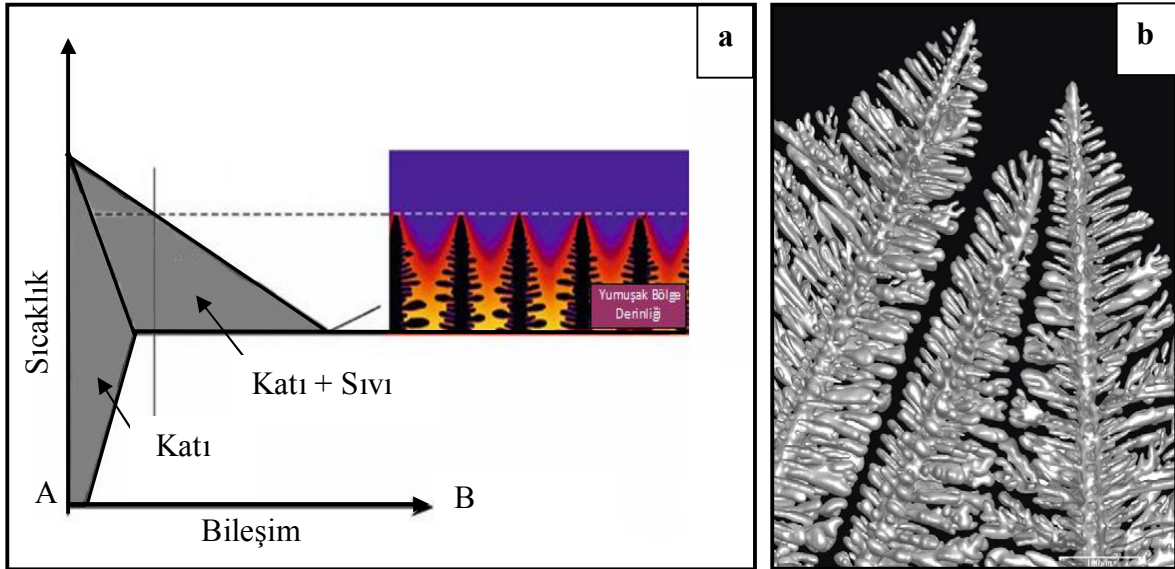 a
b
Sıcaklık
Yumuşak Bölge
Derinliği
Katı + Sıvı
Katı
A
B
Bileşim